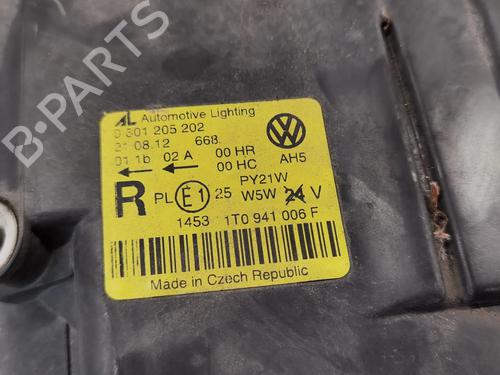 AL Automotive Lighting
0 301 205 202
21 08.12 668
01 1b 02 A 00 HR AH5
00 HC
R PL E1 25 PY21W
W5W 24 V
1453 1T0 941 006 F
Made in Czech Republic
B-PARTS